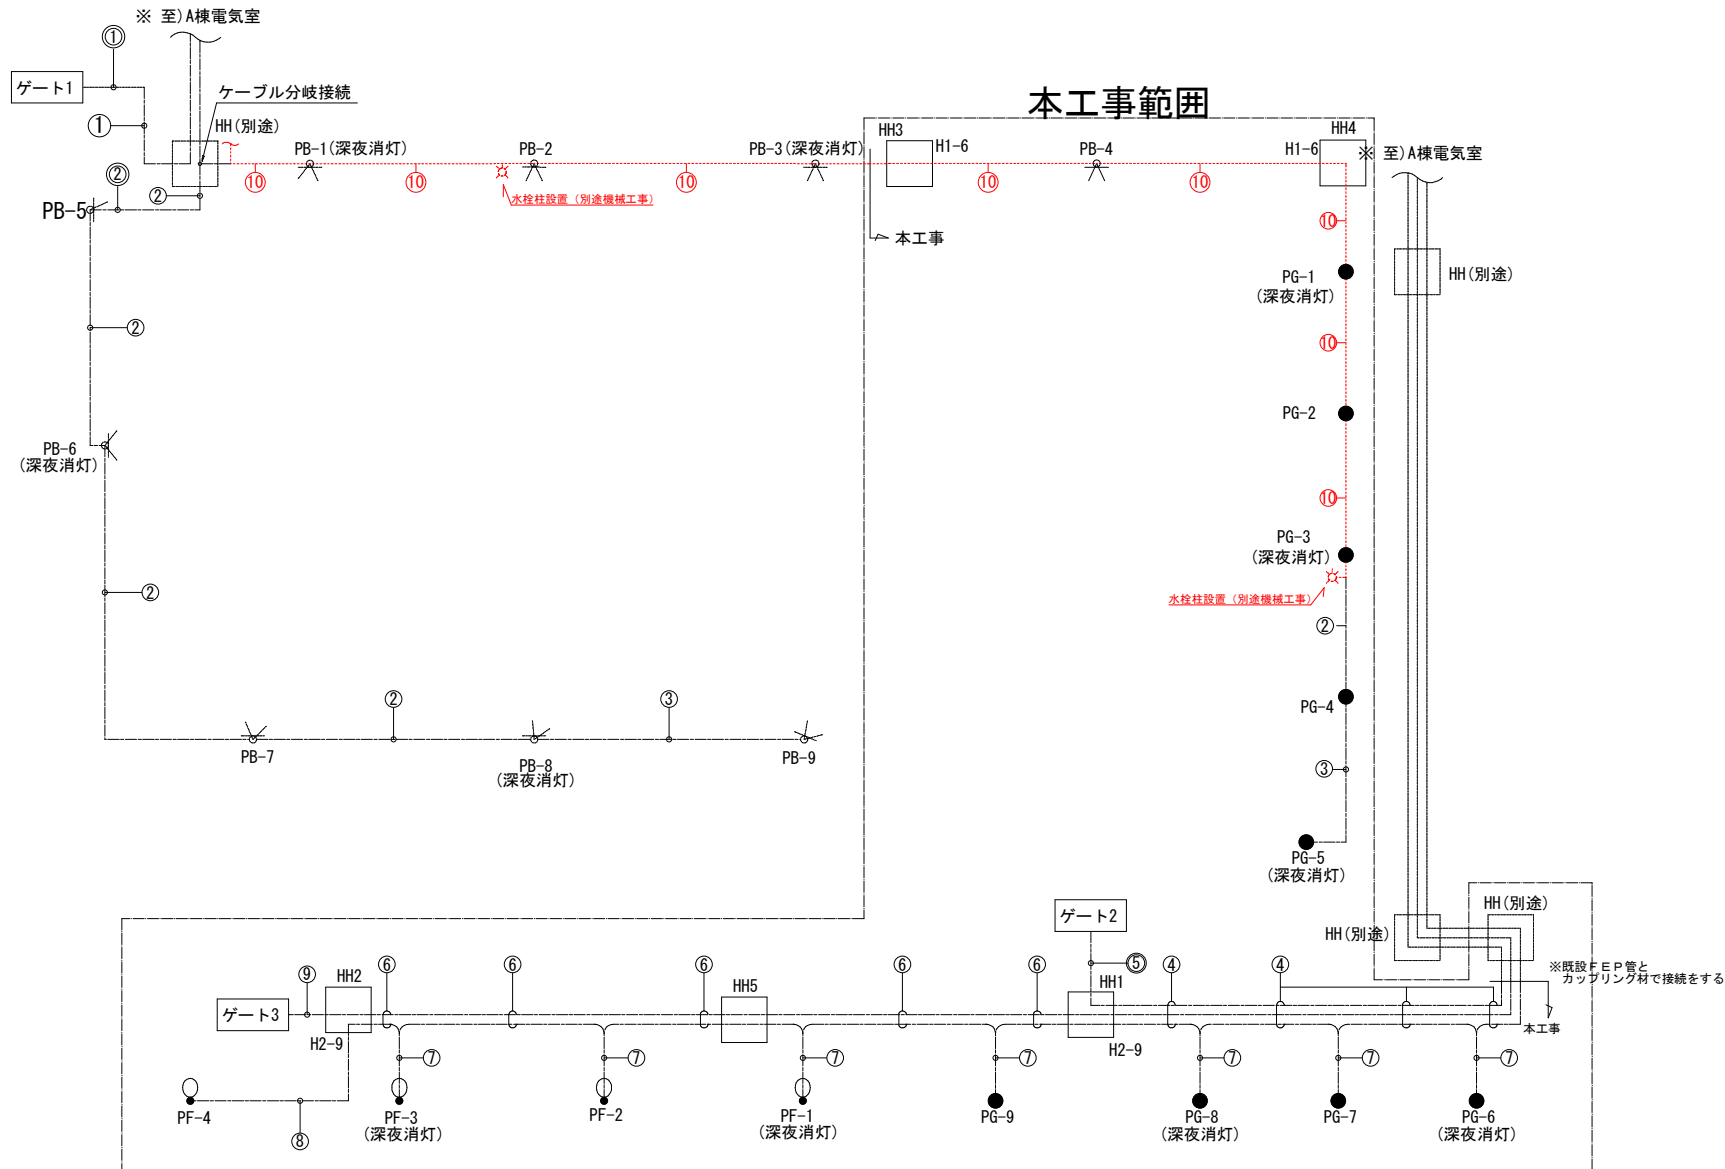 ※ 至)A棟電気室
①
ゲート1
ケーブル分岐接続
①
HH(別途)
PB-1(深夜消灯)
PB-2
PB-3(深夜消灯)
本工事範囲
HH3
H1-6
PB-4
HH4
H1-6
※ 至)A棟電気室
②
②
⑩
⑩
⑩
⑩
⑩
水栓柱設置(別途機械工事)
PB-5
本工事
⑩
PG-1
(深夜消灯)
HH(別途)
②
⑩
PG-2
PB-6
(深夜消灯)
⑩
PG-3
(深夜消灯)
水栓柱設置(別途機械工事)
②
②
②
③
PG-4
PB-7
PB-8
(深夜消灯)
PB-9
③
PG-5
(深夜消灯)
ゲート2
HH(別途)
HH(別途)
⑨
HH2
⑥
⑥
⑥
HH5
⑥
⑥
⑤
HH1
④
④
※既設FEP管と
カップリング材で接続をする
ゲート3
本工事
H2-9
H2-9
⑦
⑦
⑦
⑦
⑦
⑦
⑦
PF-4
⑧
PF-3
(深夜消灯)
PF-2
PF-1
(深夜消灯)
PG-9
PG-8
(深夜消灯)
PG-7
PG-6
(深夜消灯)